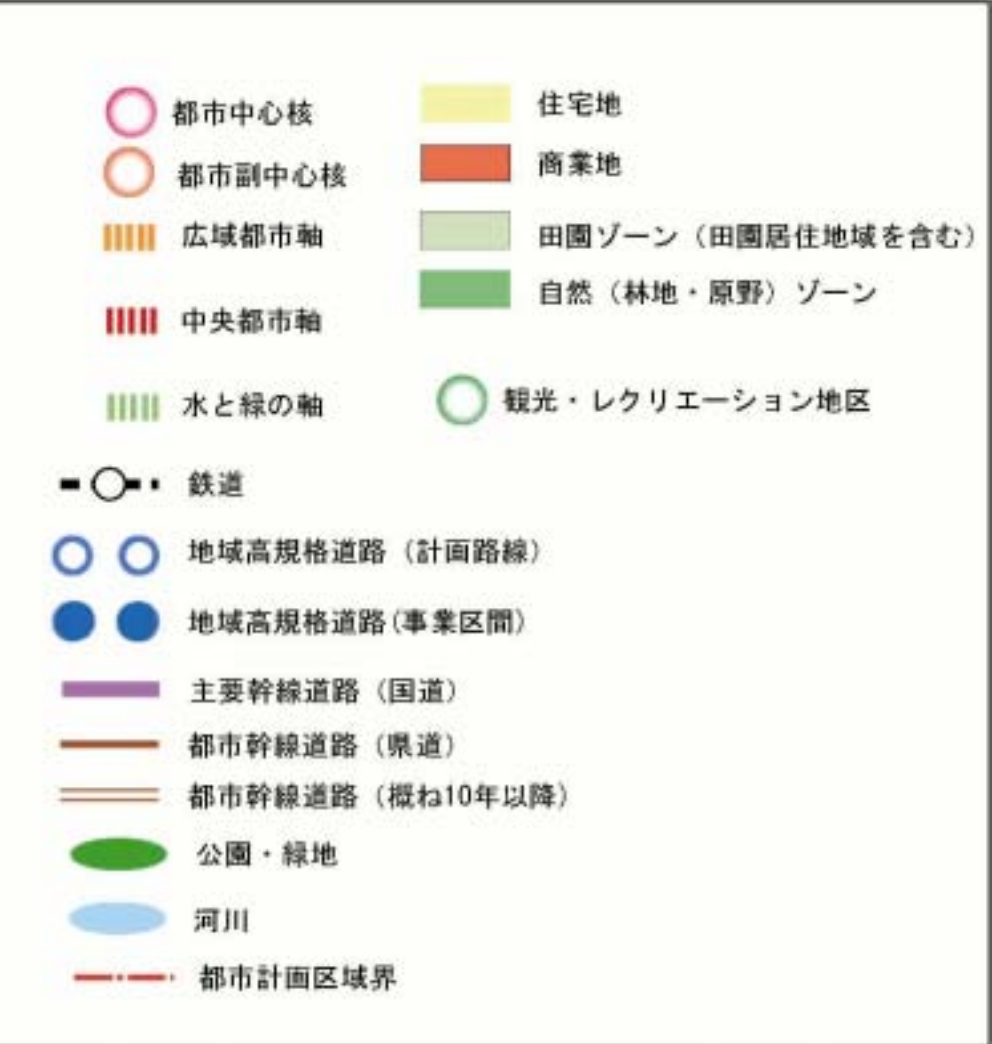 都市中心核
都市副中心核
広域都市軸
中央都市軸
水と緑の軸
住宅地
商業地
田園ゾーン（田園居住地域を含む）
自然（林地・原野）ゾーン
観光・レクリエーション地区
鉄道
地域高規格道路（計画路線）
地域高規格道路(事業区間)
主要幹線道路（国道）
都市幹線道路（県道）
都市幹線道路（概ね10年以降）
公園・緑地
河川
都市計画区域界